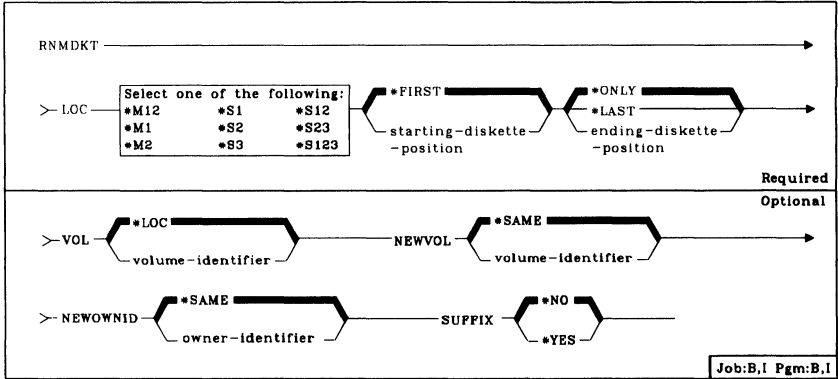 RNMDKT
LOC
Select one of the following:
*M12 *S1 *S12
*M1 *S2 *S23
*M2 *S3 *S123
*FIRST
starting-diskette
-position
*ONLY
*LAST
ending-diskette
-position
Required
Optional
VOL
*LOC
volume-identifier
NEWVOL
*SAME
volume-identifier
NEWOWNID
*SAME
owner-identifier
SUFFIX
*NO
*YES
Job:B,I Pgm:B,I